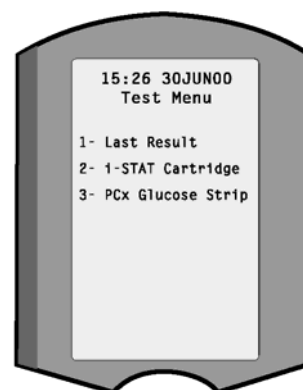 15:26 30JUN00
Test Menu
1- Last Result
2- i-STAT Cartridge
3- PCx Glucose Strip